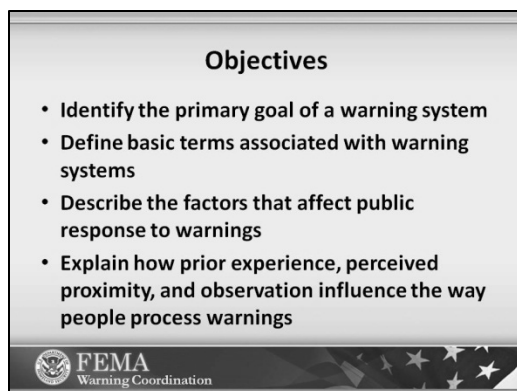 Objectives
• Identify the primary goal of a warning system
• Define basic terms associated with warning
systems
• Describe the factors that affect public
response to warnings
• Explain how prior experience, perceived
proximity, and observation influence the way
people process warnings
FEMA
Warning Coordination